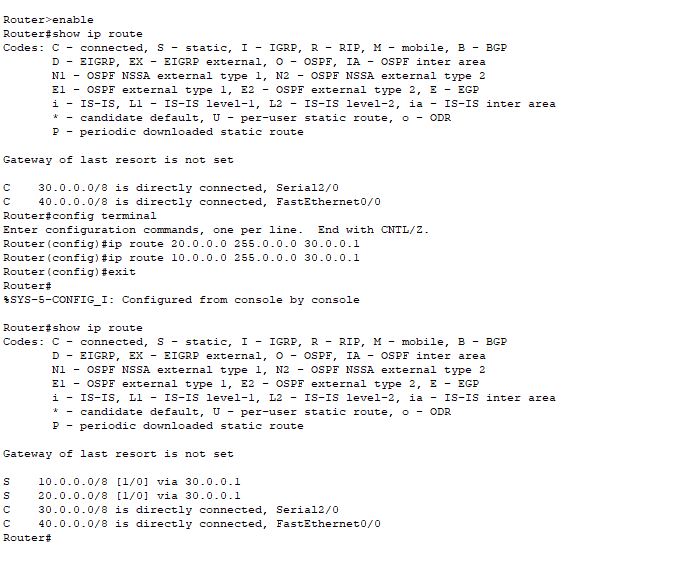 Router>enable
Router#show ip route
Codes: C - connected, S - static, I - IGRP, R - RIP, M - mobile, B - BGP
       D - EIGRP, EX - EIGRP external, O - OSPF, IA - OSPF inter area
       N1 - OSPF NSSA external type 1, N2 - OSPF NSSA external type 2
       E1 - OSPF external type 1, E2 - OSPF external type 2, E - EGP
       i - IS-IS, L1 - IS-IS level-1, L2 - IS-IS level-2, ia - IS-IS inter area
       * - candidate default, U - per-user static route, o - ODR
       P - periodic downloaded static route

Gateway of last resort is not set

C    30.0.0.0/8 is directly connected, Serial2/0
C    40.0.0.0/8 is directly connected, FastEthernet0/0
Router#config terminal
Enter configuration commands, one per line.  End with CNTL/Z.
Router(config)#ip route 20.0.0.0 255.0.0.0 30.0.0.1
Router(config)#ip route 10.0.0.0 255.0.0.0 30.0.0.1
Router(config)#exit
Router#
%SYS-5-CONFIG_I: Configured from console by console

Router#show ip route
Codes: C - connected, S - static, I - IGRP, R - RIP, M - mobile, B - BGP
       D - EIGRP, EX - EIGRP external, O - OSPF, IA - OSPF inter area
       N1 - OSPF NSSA external type 1, N2 - OSPF NSSA external type 2
       E1 - OSPF external type 1, E2 - OSPF external type 2, E - EGP
       i - IS-IS, L1 - IS-IS level-1, L2 - IS-IS level-2, ia - IS-IS inter area
       * - candidate default, U - per-user static route, o - ODR
       P - periodic downloaded static route

Gateway of last resort is not set

S    10.0.0.0/8 [1/0] via 30.0.0.1
S    20.0.0.0/8 [1/0] via 30.0.0.1
C    30.0.0.0/8 is directly connected, Serial2/0
C    40.0.0.0/8 is directly connected, FastEthernet0/0
Router#